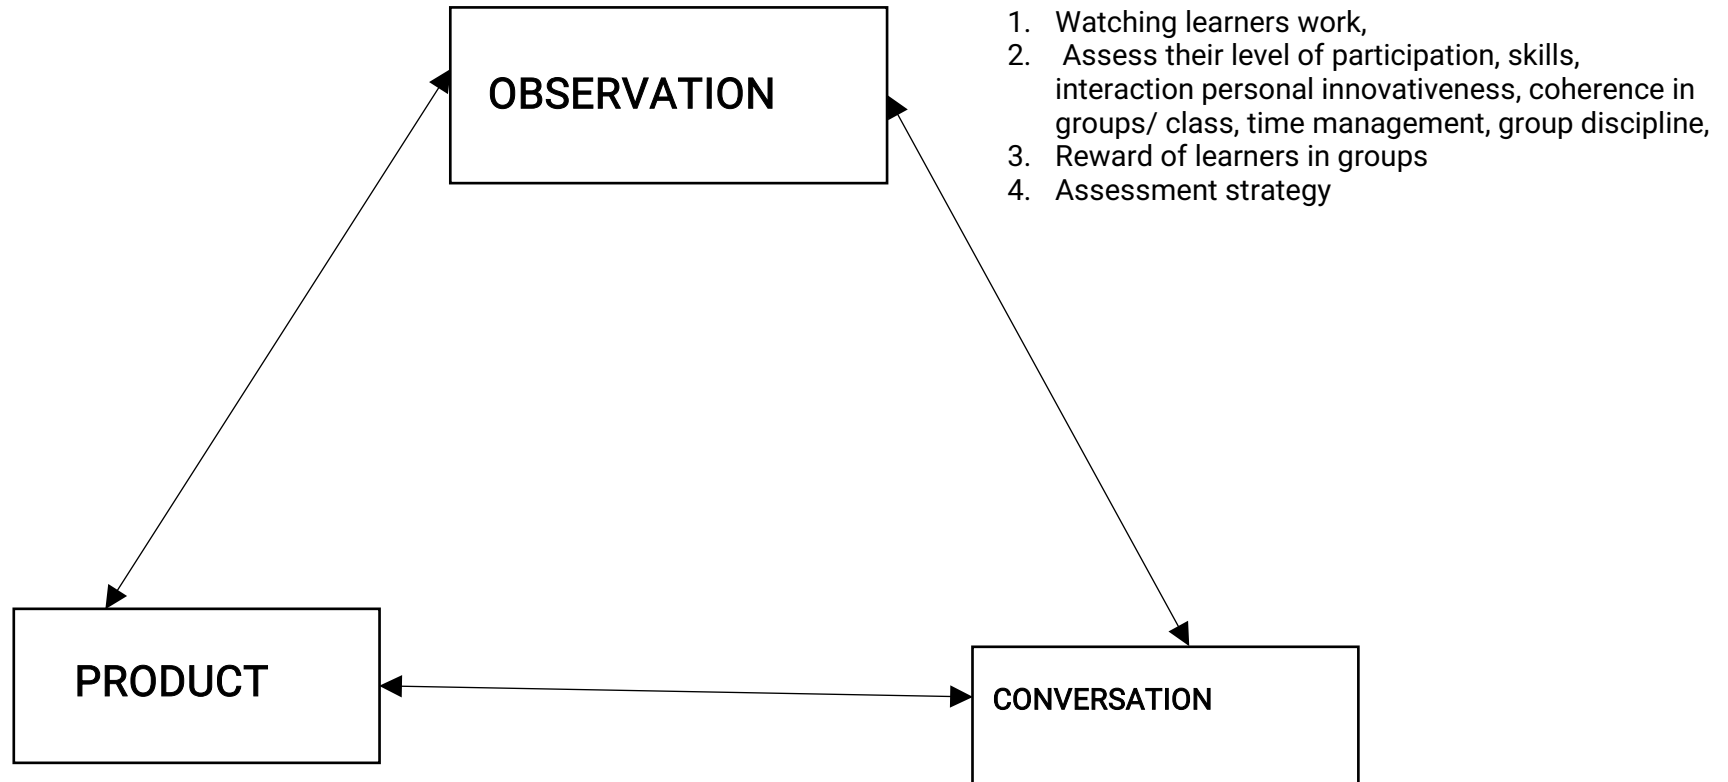 OBSERVATION
1. Watching learners work,
2. Assess their level of participation, skills,
interaction personal innovativeness, coherence in
groups/ class, time management, group discipline,
3. Reward of learners in groups
4. Assessment strategy
PRODUCT
CONVERSATION